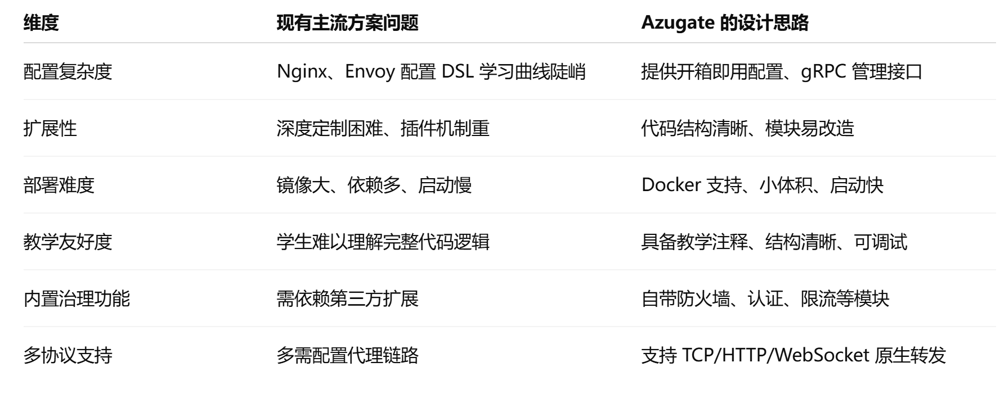 维度 现有主流方案问题 Azugate 的设计思路
配置复杂度 Nginx、Envoy 配置 DSL 学习曲线陡峭 提供开箱即用配置、gRPC 管理接口
扩展性 深度定制困难、插件机制重 代码结构清晰、模块易改造
部署难度 镜像大、依赖多、启动慢 Docker 支持、小体积、启动快
教学友好度 学生难以理解完整代码逻辑 具备教学注释、结构清晰、可调试
内置治理功能 需依赖第三方扩展 自带防火墙、认证、限流等模块
多协议支持 多需配置代理链路 支持 TCP/HTTP/WebSocket 原生转发